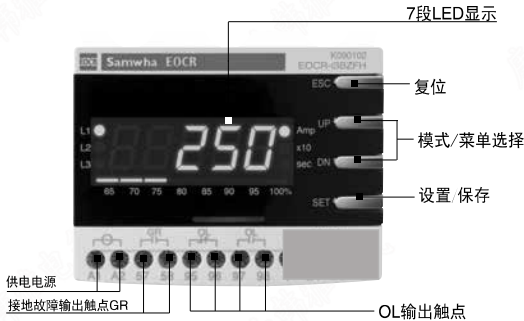 7段LED显示
K090102
EOCR-i3BZFH
EOCR Samwha EOCR
ESC
复位
L1
Amp
UP
L2
250
x10
模式/菜单选择
L3
sec
DN
65 70 75 80 85 90 95 100%
SET
设置/保存
GR
OL
OL
供电电源
A1 A2 57 58 95 96 97 98
接地故障输出触点GR
OL输出触点